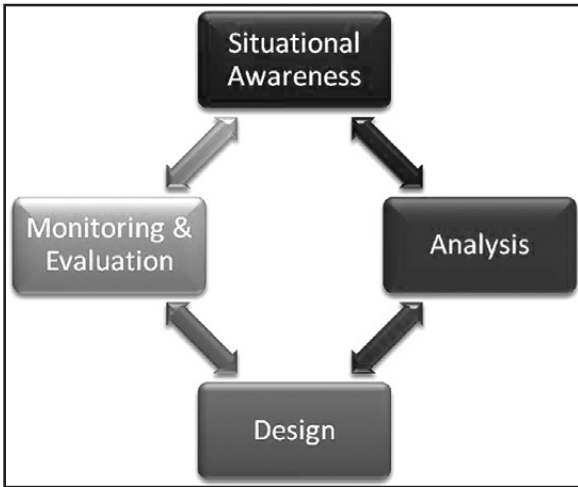 Situational
Awareness
Monitoring &
Evaluation
Analysis
Design